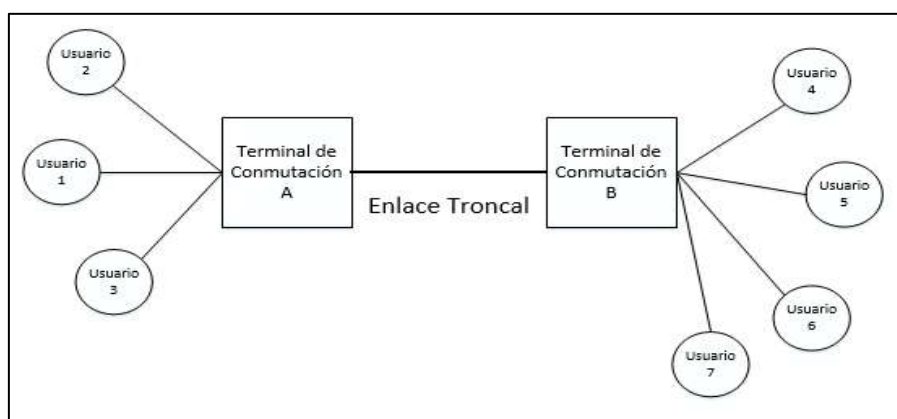 Usuario
2
Usuario
1
Usuario
3
Terminal de
Conmutación
A
Enlace Troncal
Terminal de
Conmutación
B
Usuario
4
Usuario
5
Usuario
6
Usuario
7